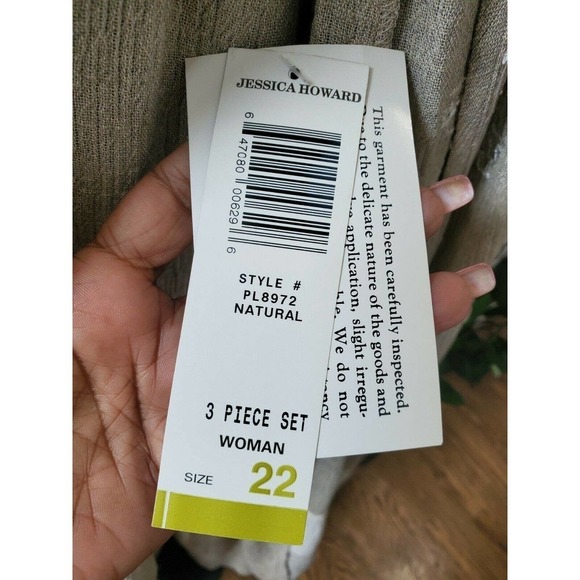 JESSICA HOWARD
6 47080 00629 6
STYLE #
PL8972
NATURAL
3 PIECE SET
WOMAN
SIZE 22
This garment has been carefully inspected.
to the delicate nature of the goods and
application, slight irregu-
We do not